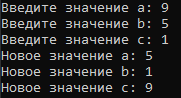 Введите значение a: 9
Введите значение b: 5
Введите значение c: 1
Новое значение a: 5
Новое значение b: 1
Новое значение c: 9